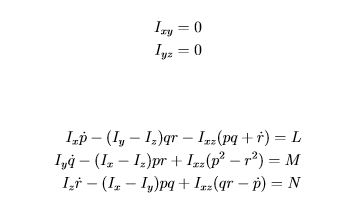 I_{xy} = 0
I_{yz} = 0
I_x\dot{p} − (I_y − I_z)qr − I_{xz}(pq + \dot{r}) = L
I_y\dot{q} − (I_x − I_z)pr + I_{xz}(p^2 − r^2) = M
I_z\dot{r} − (I_x − I_y)pq + I_{xz}(qr − \dot{p}) = N